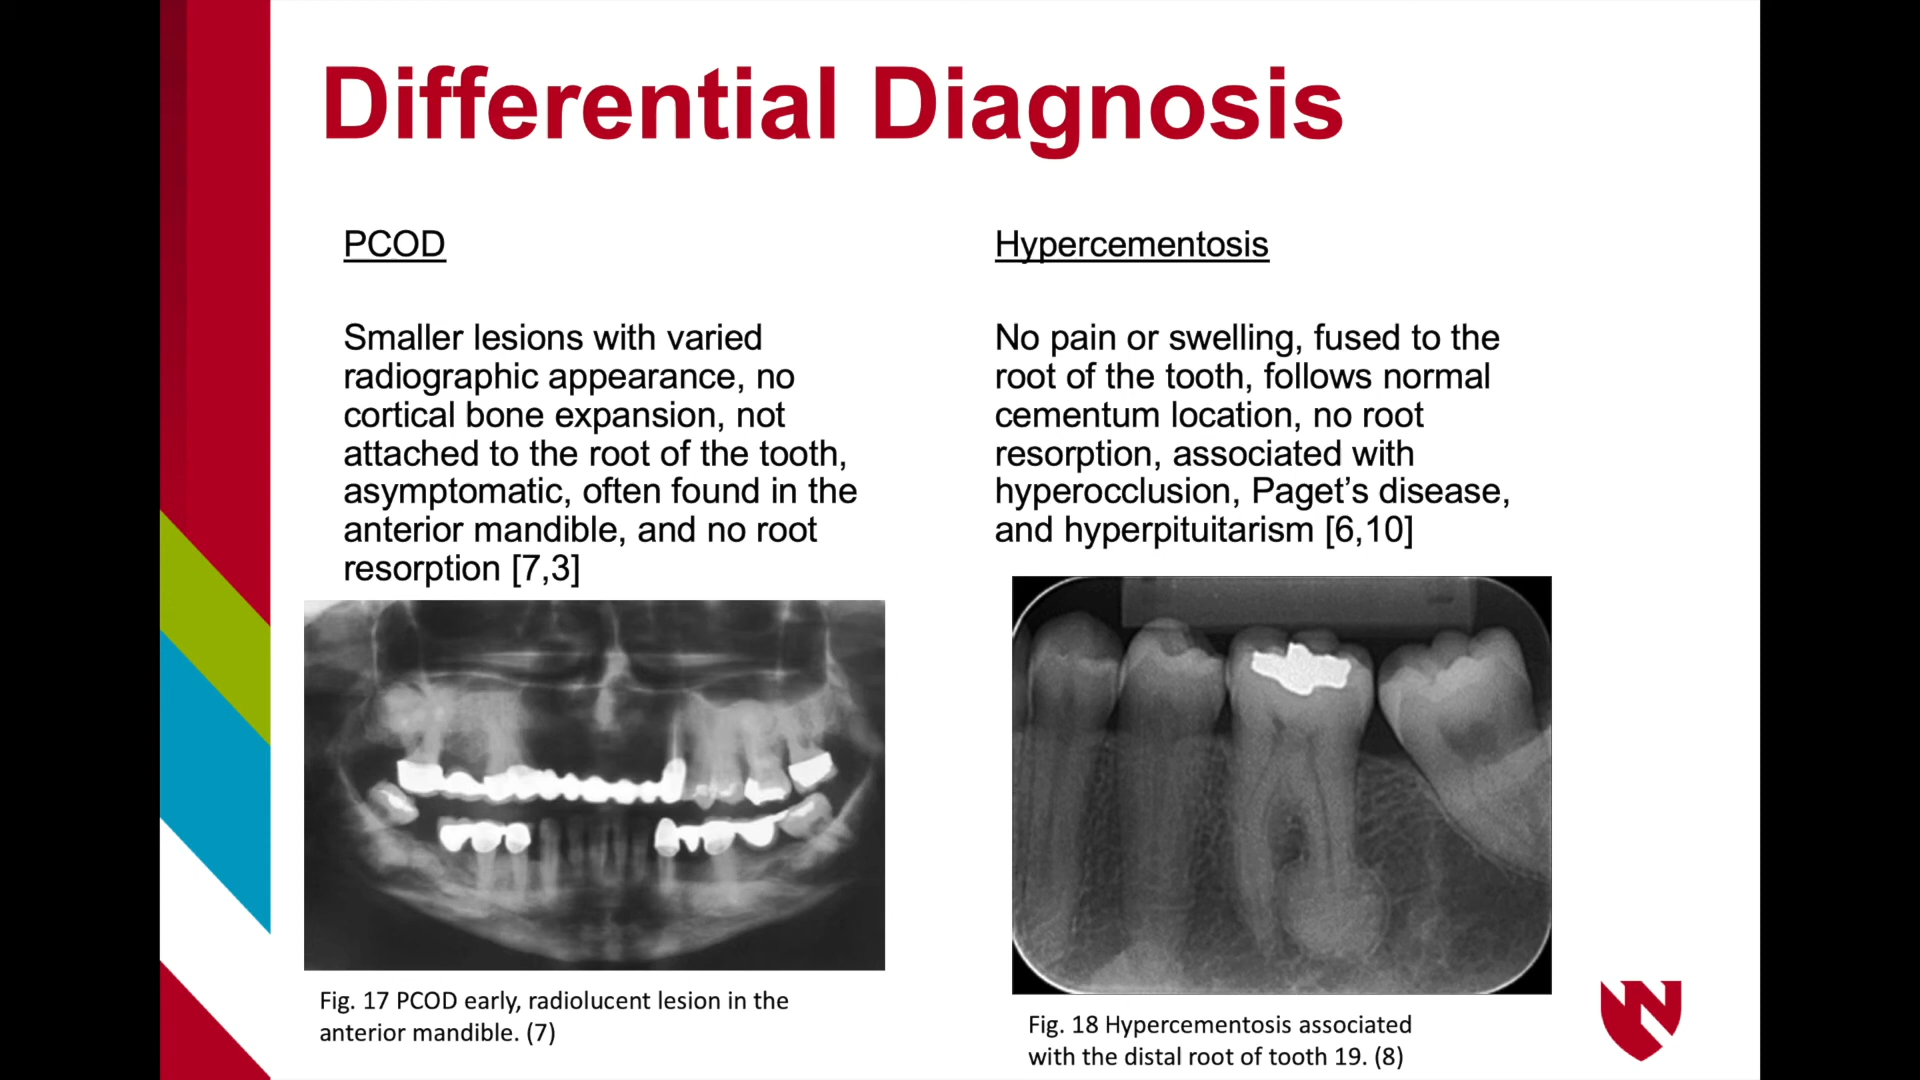 Differential Diagnosis
PCOD
Smaller lesions with varied
radiographic appearance, no
cortical bone expansion, not
attached to the root of the tooth,
asymptomatic, often found in the
anterior mandible, and no root
resorption [7,3]
Fig. 17 PCOD early, radiolucent lesion in the
anterior mandible. (7)
Hypercementosis
No pain or swelling, fused to the
root of the tooth, follows normal
cementum location, no root
resorption, associated with
hyperocclusion, Paget’s disease,
and hyperpituitarism [6,10]
Fig. 18 Hypercementosis associated
with the distal root of tooth 19. (8)
N